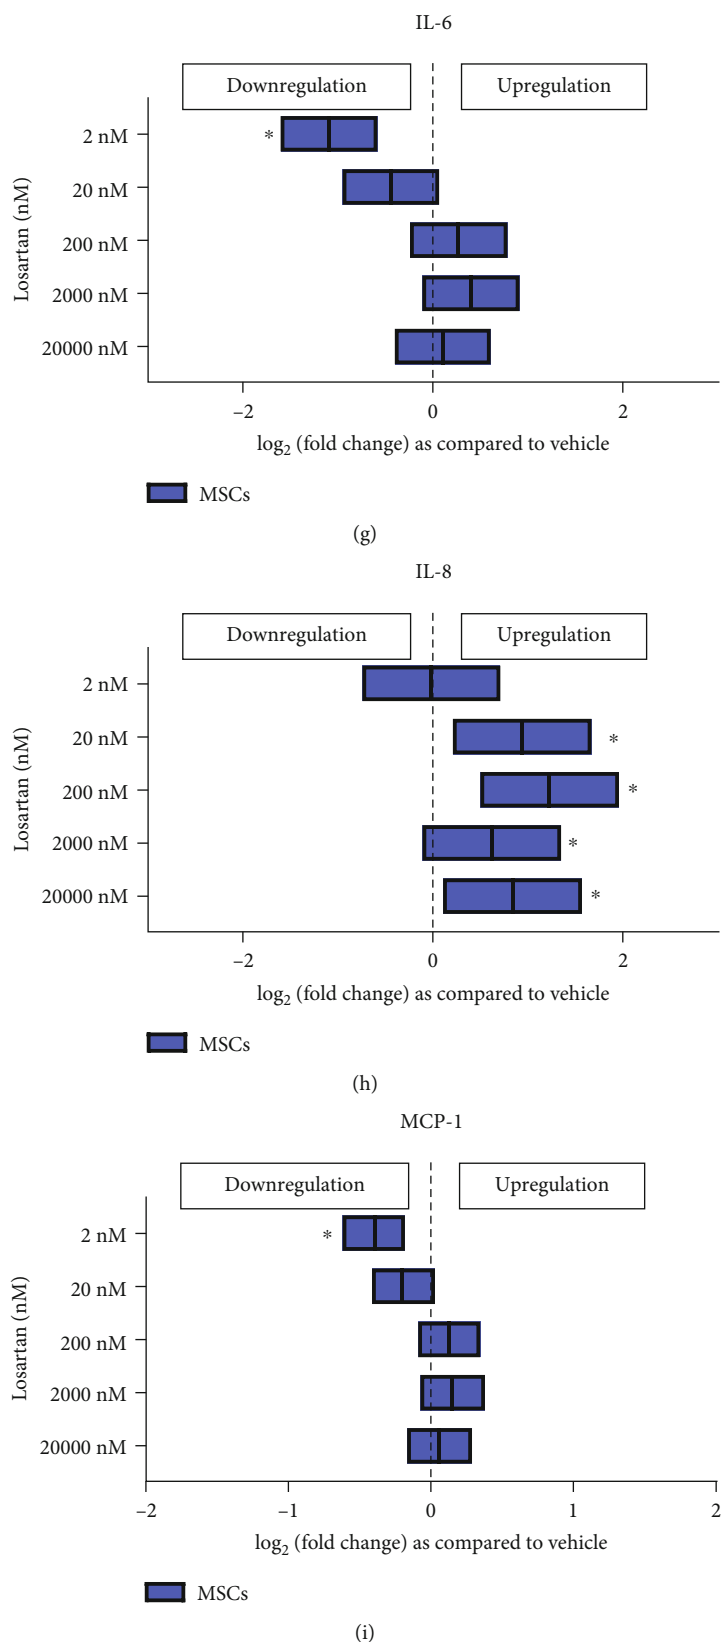 IL-6
Downregulation Upregulation
2 nM *
20 nM
200 nM
2000 nM
20000 nM
Losartan (nM)
−2 0 2
log2 (fold change) as compared to vehicle
MSCs
(g)
IL-8
Downregulation Upregulation
2 nM
20 nM *
200 nM *
2000 nM *
20000 nM *
Losartan (nM)
−2 0 2
log2 (fold change) as compared to vehicle
MSCs
(h)
MCP-1
Downregulation Upregulation
2 nM *
20 nM
200 nM
2000 nM
20000 nM
Losartan (nM)
−2 −1 0 1 2
log2 (fold change) as compared to vehicle
MSCs
(i)